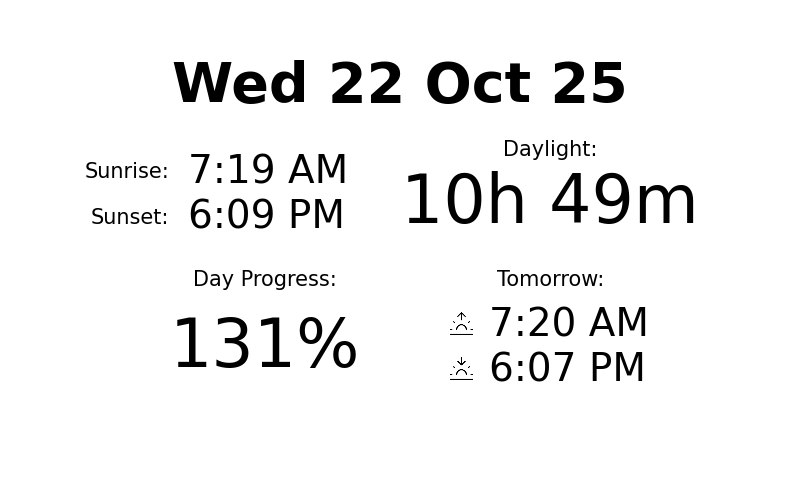 Wed 22 Oct 25
Sunrise: 7:19 AM
Sunset: 6:09 PM
Daylight:
10h 49m
Day Progress:
131%
Tomorrow:
7:20 AM
6:07 PM